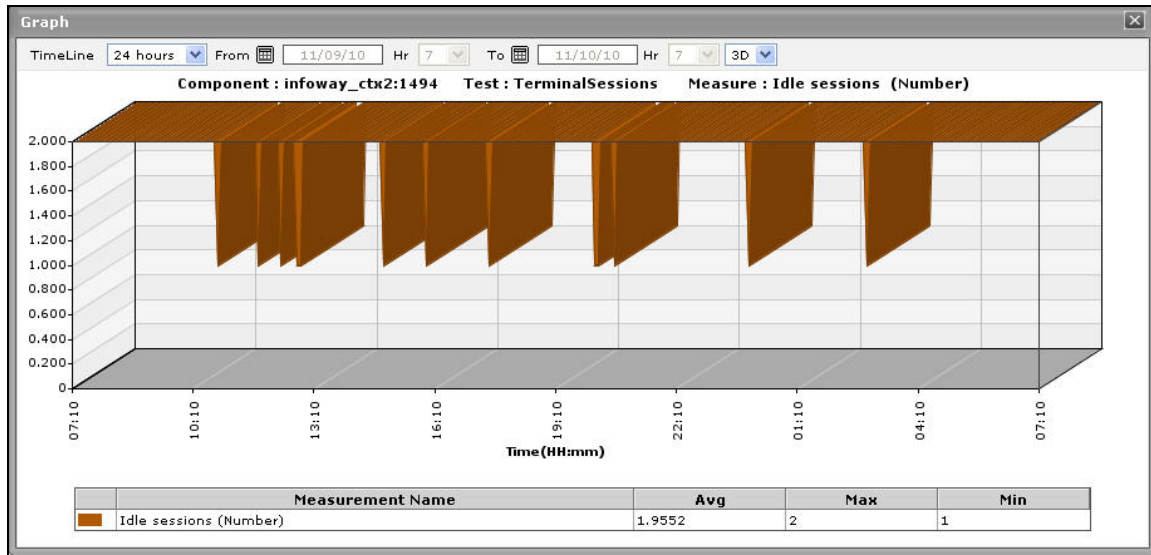 Graph
TimeLine 24 hours From 11/09/10 Hr 7 To 11/10/10 Hr 7 3D
Component : infoway_ctx2:1494 Test : TerminalSessions Measure : Idle sessions (Number)
2.000
1.800
1.600
1.400
1.200
1.000
0.800
0.600
0.400
0.200
0
07:10 10:10 13:10 16:10 19:10 22:10 01:10 04:10 07:10
Time(HH:mm)
Measurement Name Avg Max Min
Idle sessions (Number) 1.9552 2 1